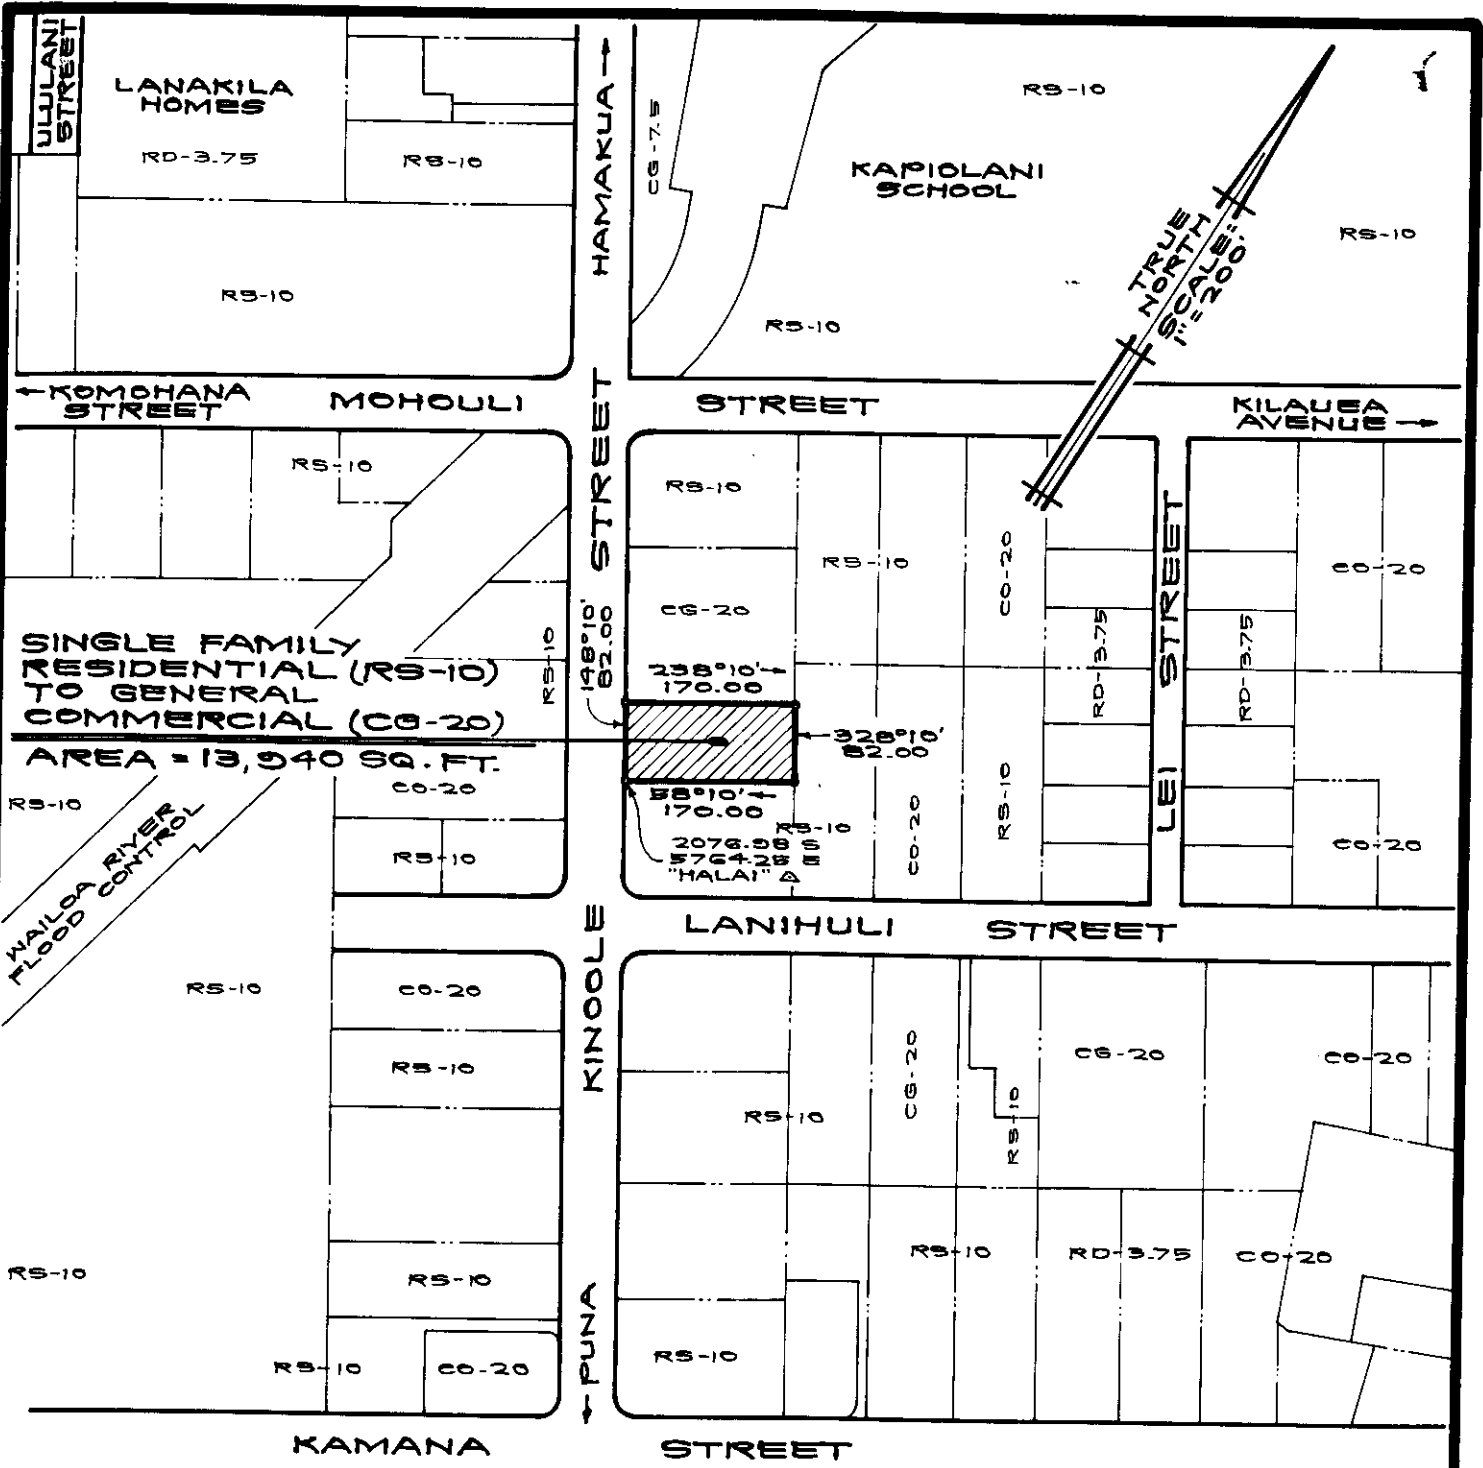 ULULANI
STREET
LANAKILA
HOMES
RD-3.75
RS-10
RS-10
HAMAKUA →
CG-7.5
RS-10
KAPIOLANI
SCHOOL
RS-10
RS-10
TRUE
NORTH
SCALE:
1"=200'
← KOMOHANA
STREET
MOHOULI
STREET
KILAUEA
AVENUE →
RS-10
STREET
RS-10
RS-10
CO-20
CO-20
CG-20
RD-3.75
LEI STREET
RD-3.75
SINGLE FAMILY
RESIDENTIAL (RS-10)
TO GENERAL
COMMERCIAL (CG-20)
AREA = 13,940 SQ. FT.
RS-10
148°10'
82.00
238°10' →
170.00
← 328°10'
82.00
58°10' ←
170.00
2076.98 S
5764.28 E
"HALAI" △
RS-10
CO-20
RS-10
CO-20
RS-10
CO-20
RS-10
WAILOA RIVER
FLOOD CONTROL
LANIHULI
STREET
KINOOLE
RS-10
CO-20
RS-10
CG-20
CG-20
CO-20
RS-10
RS-10
RS-10
RS-10
RS-10
RD-3.75
CO-20
← PUNA
RS-10
CO-20
RS-10
KAMANA
STREET